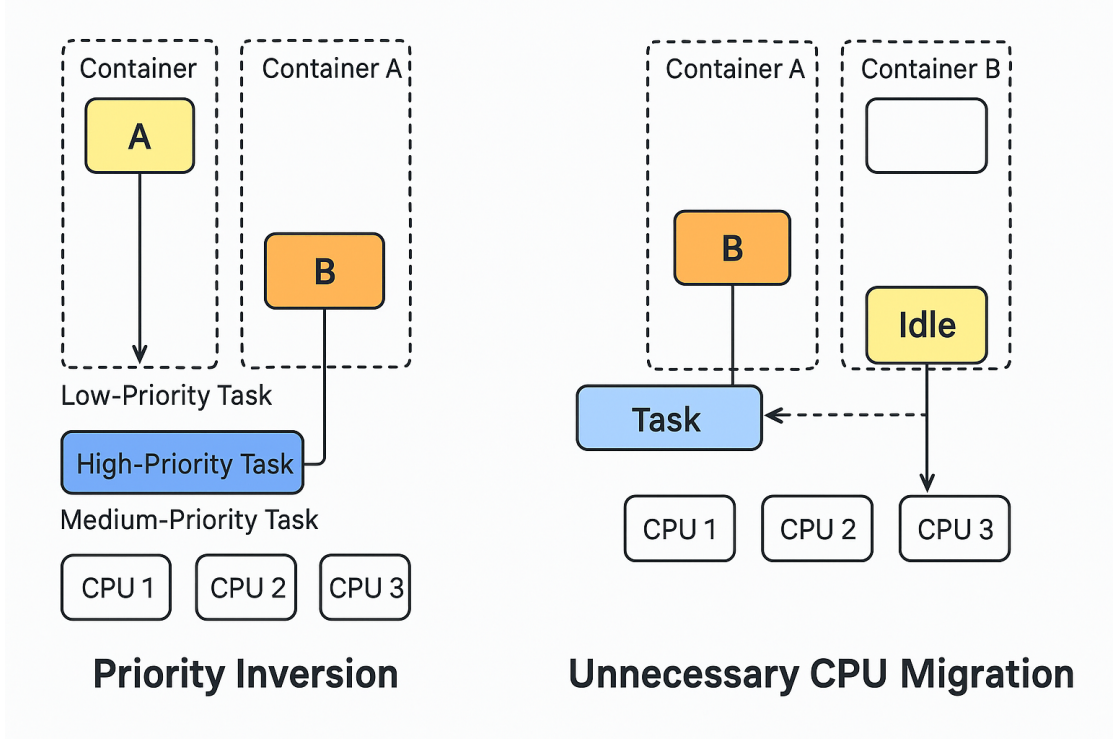 Container
A
Container A
B
Low-Priority Task
High-Priority Task
Medium-Priority Task
CPU 1
CPU 2
CPU 3
Priority Inversion
Container A
Container B
B
Idle
Task
CPU 1
CPU 2
CPU 3
Unnecessary CPU Migration